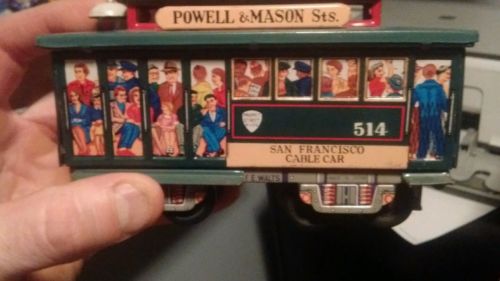 POWELL & MASON Sts.
514
SAN FRANCISCO
CABLE CAR